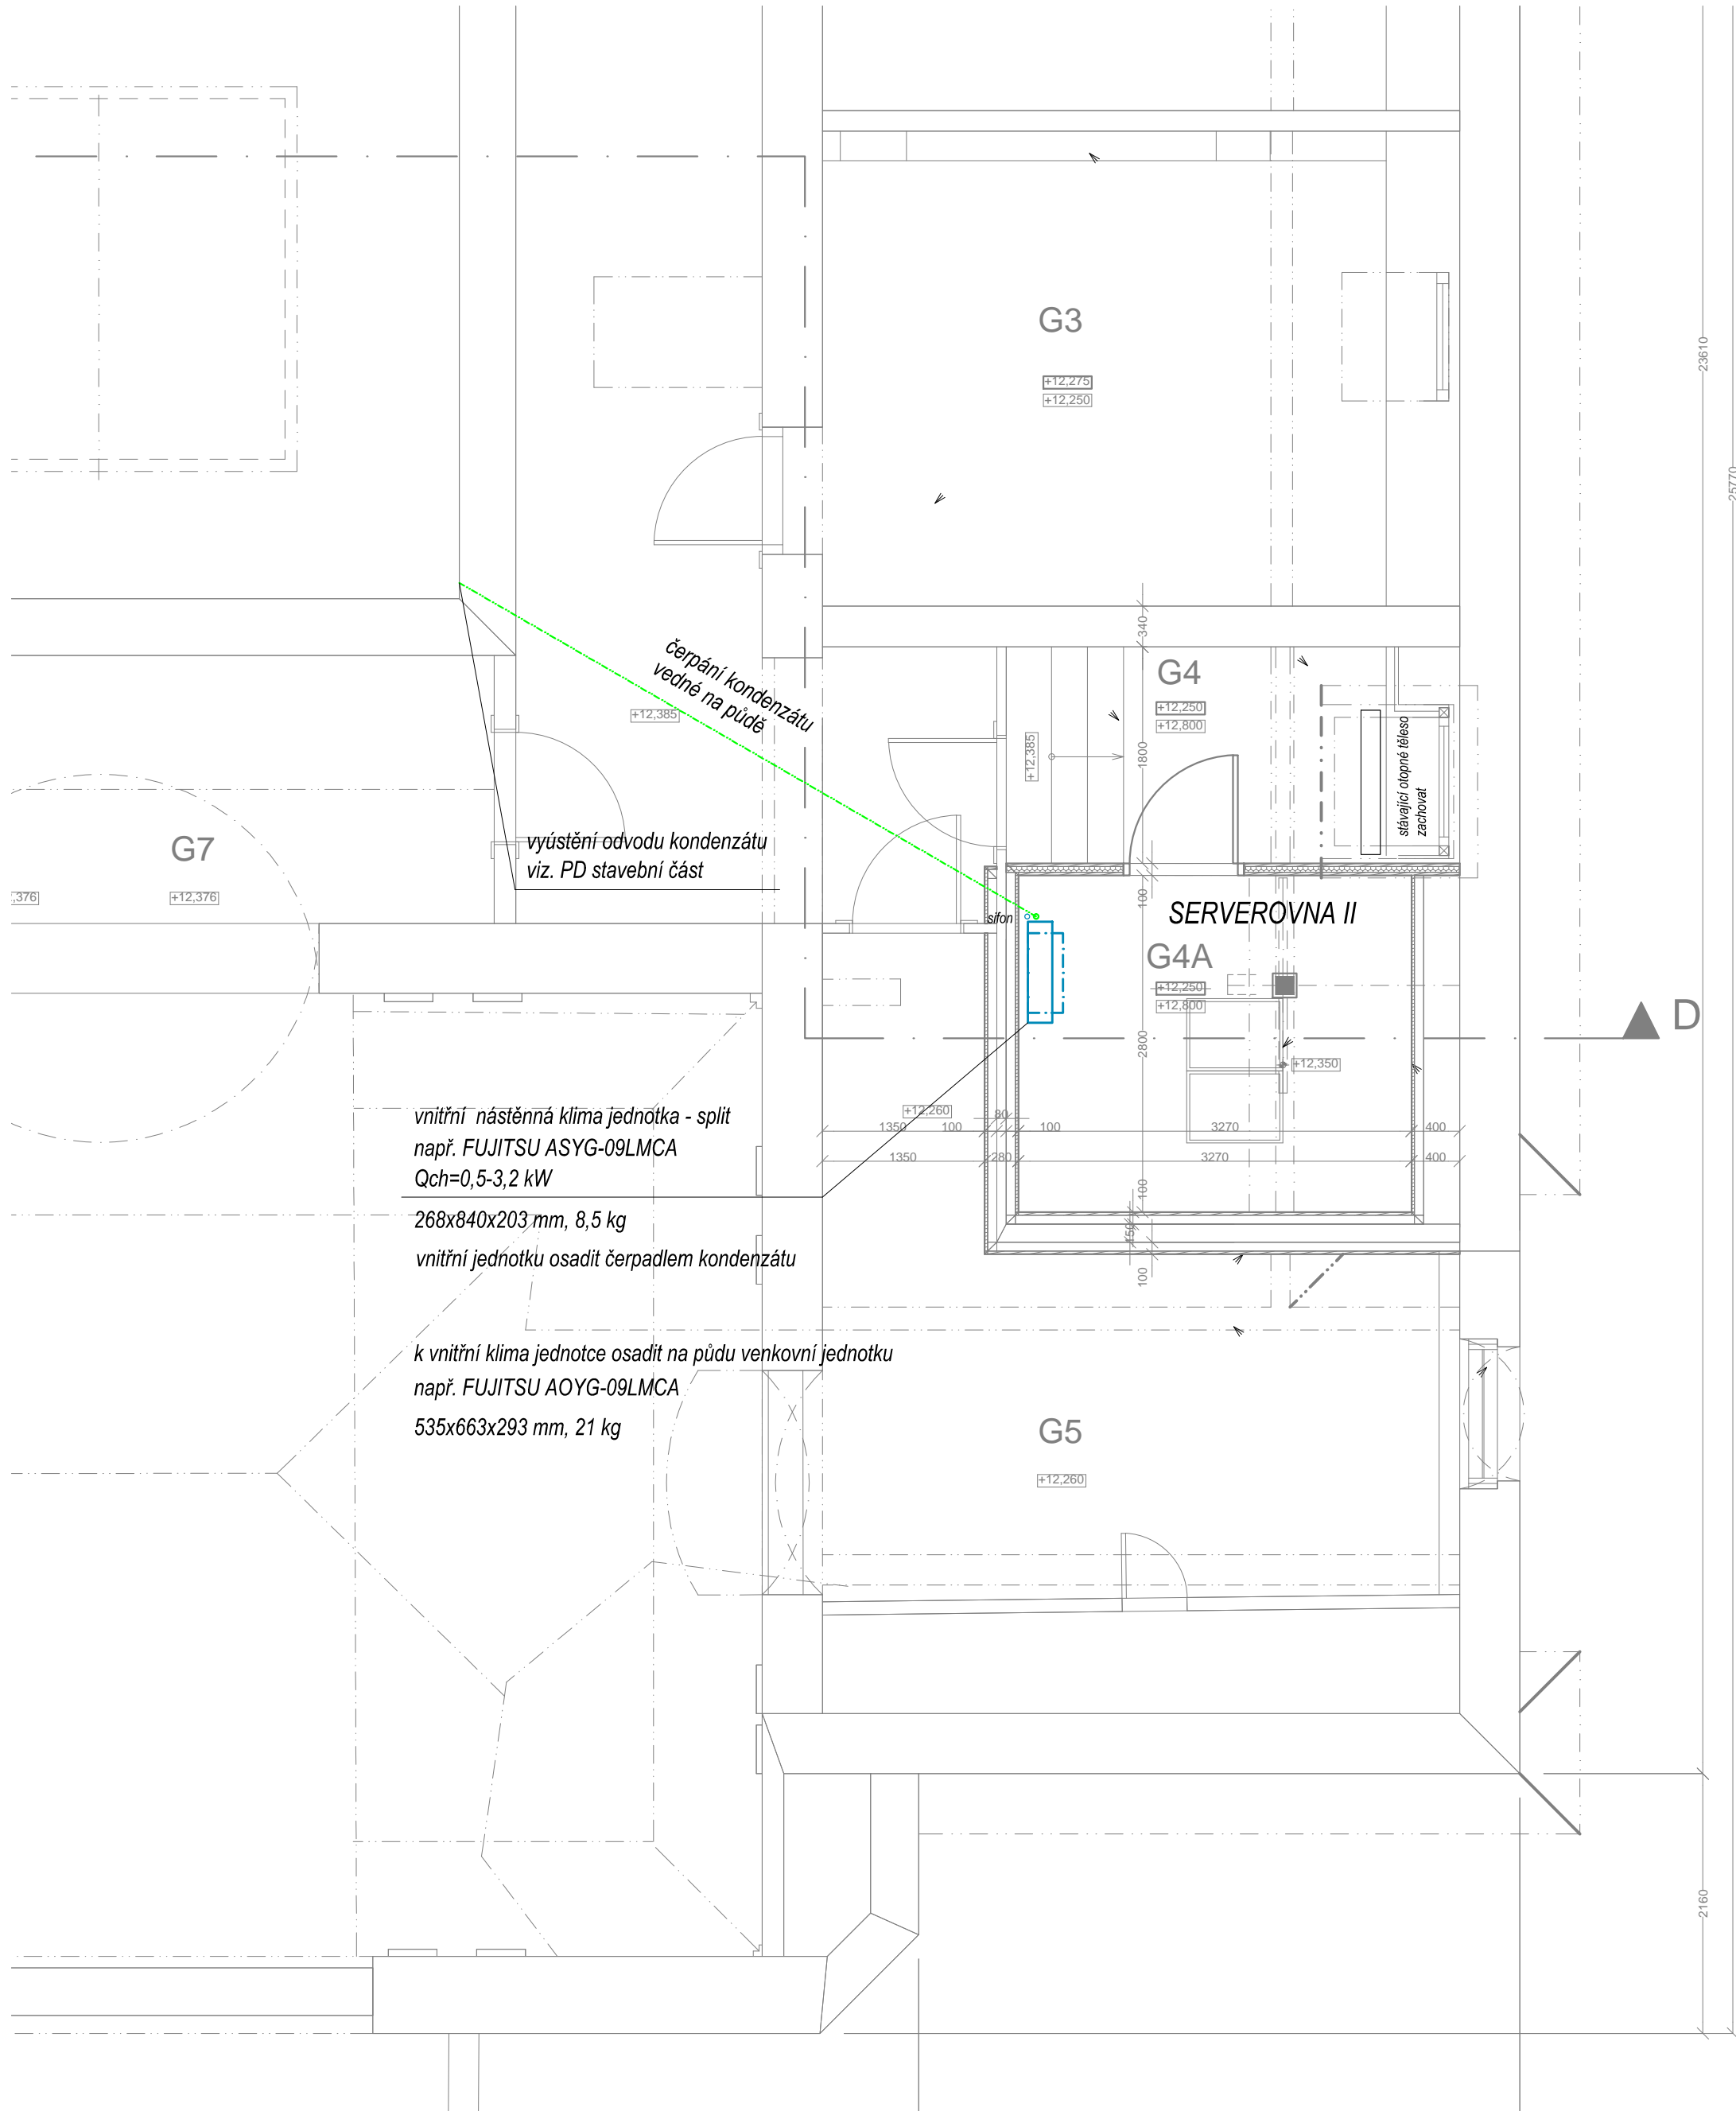 23610
25770
G3
+12,275
+12,250
340
čerpání kondenzátu
vedné na půdě
+12,385
G4
+12,250
+12,800
+12,385
1800
stávající otopné těleso
zachovat
G7
,376
+12,376
vyústění odvodu kondenzátu
viz. PD stavební část
100
sifon
SEREROVNA II
G4A
+12,250
+12,800
D
2800
+12,350
+12,260
80
1350
100
100
3270
400
1350
280
3270
400
vnitřní nástěnná klima jednotka - split
např. FUJITSU ASYG-09LMCA
Qch=0,5-3,2 kW
268x840x203 mm, 8,5 kg
vnitřní jednotku osadit čerpadlem kondenzátu
100
150
100
k vnitřní klima jednotce osadit na půdu venkovní jednotku
např. FUJITSU AOYG-09LMCA
535x663x293 mm, 21 kg
G5
+12,260
2160